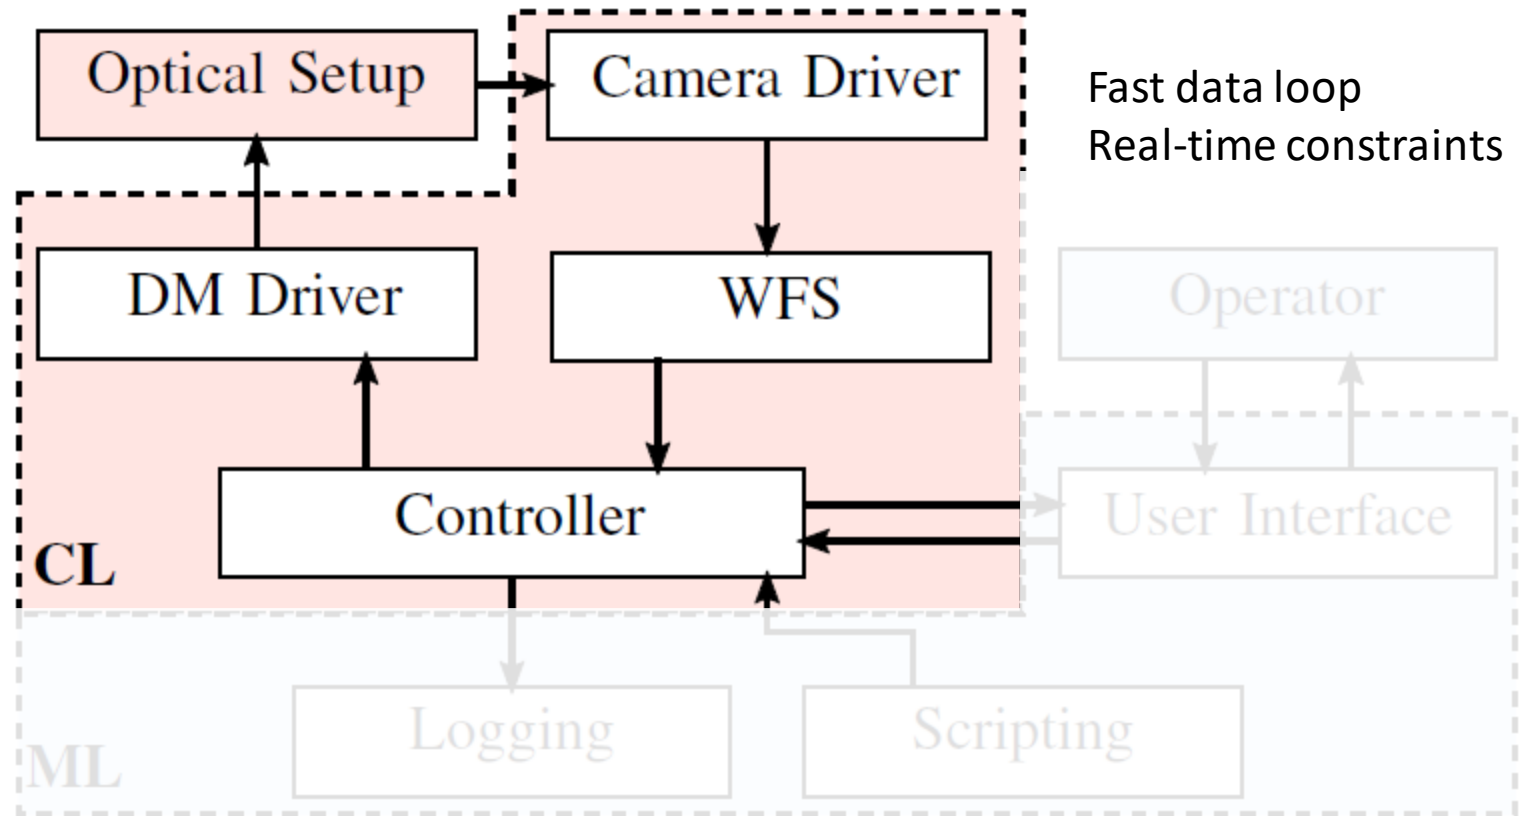 Optical Setup
Camera Driver
Fast data loop
Real-time constraints
DM Driver
WFS
Operator
Controller
User Interface
CL
Logging
Scripting
ML